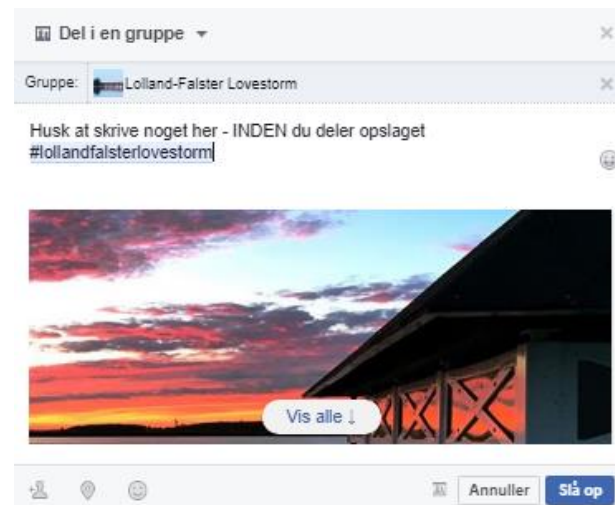 Del i en gruppe
Gruppe: Lolland-Falster Lovestorm
Husk at skrive noget her - INDEN du deler opslaget
#lollandfalsterlovestorm
Vis alle ↓
Annuller Slå op